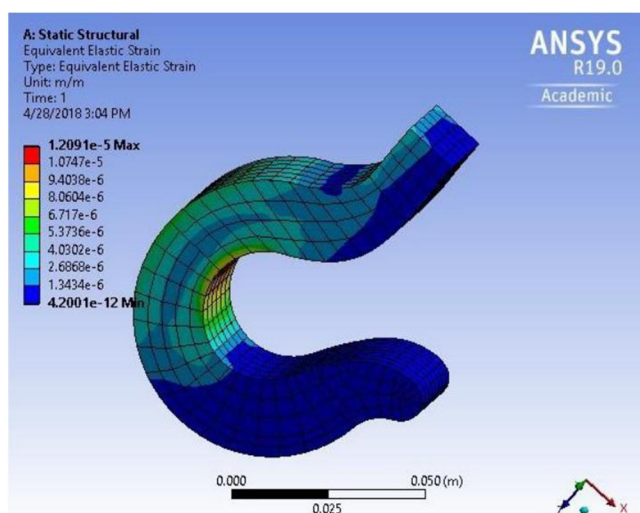 A: Static Structural
Equivalent Elastic Strain
Type: Equivalent Elastic Strain
Unit: m/m
Time: 1
4/28/2018 3:04 PM
ANSYS
R19.0
Academic
1.2091e-5 Max
1.0747e-5
9.4038e-6
8.0604e-6
6.717e-6
5.3736e-6
4.0302e-6
2.6868e-6
1.3434e-6
4.2001e-12 Min
0.000
0.050 (m)
0.025
X